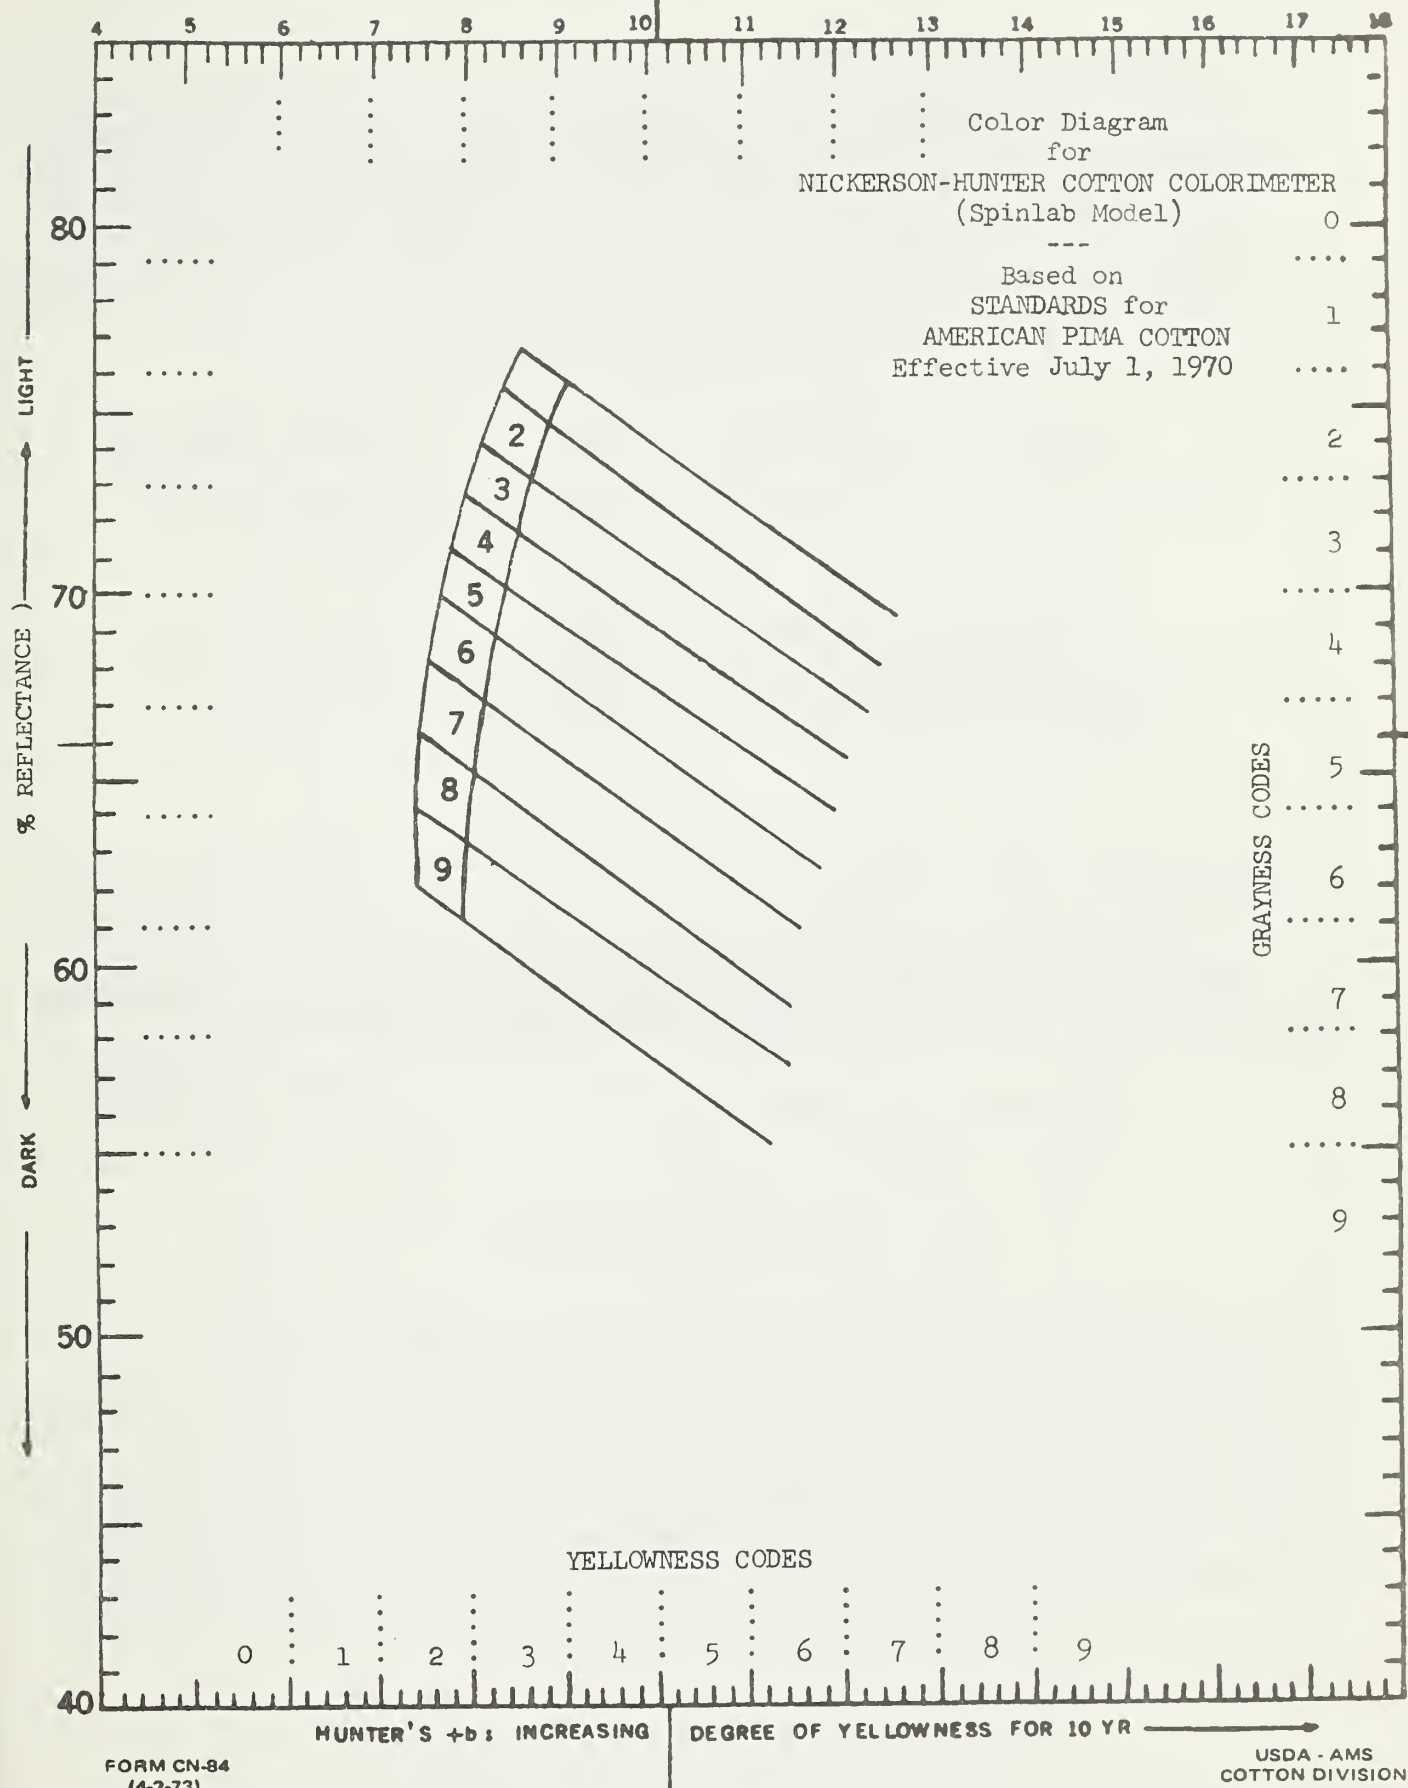 4 5 6 7 8 9 10 11 12 13 14 15 16 17 18
Color Diagram
for
NICKERSON-HUNTER COTTON COLORIMETER
(Spinlab Model)
---
Based on
STANDARDS for
AMERICAN PIMA COTTON
Effective July 1, 1970
80
70
60
50
40
% REFLECTANCE ) LIGHT
DARK
2
3
4
5
6
7
8
9
GRAYNESS CODES
0
1
2
3
4
5
6
7
8
9
YELLOWNESS CODES
0 1 2 3 4 5 6 7 8 9
HUNTER'S +b: INCREASING DEGREE OF YELLOWNESS FOR 10 YR
FORM CN-84
(4-2-73)
USDA - AMS
COTTON DIVISION